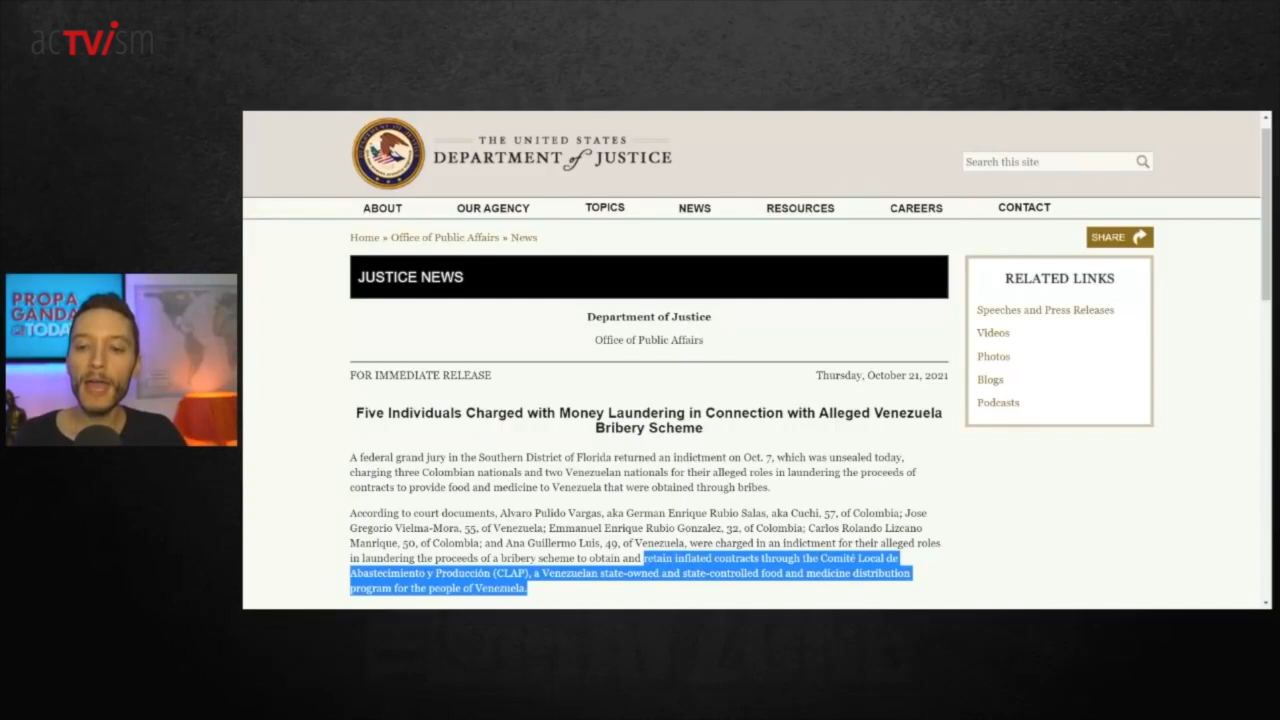 acTVism
THE UNITED STATES
DEPARTMENT of JUSTICE
Search this site
ABOUT OUR AGENCY TOPICS NEWS RESOURCES CAREERS CONTACT
Home » Office of Public Affairs » News
SHARE
JUSTICE NEWS
RELATED LINKS
Speeches and Press Releases
Videos
Photos
Blogs
Podcasts
Department of Justice
Office of Public Affairs
FOR IMMEDIATE RELEASE
Thursday, October 21, 2021
Five Individuals Charged with Money Laundering in Connection with Alleged Venezuela
Bribery Scheme
A federal grand jury in the Southern District of Florida returned an indictment on Oct. 7, which was unsealed today,
charging three Colombian nationals and two Venezuelan nationals for their alleged roles in laundering the proceeds of
contracts to provide food and medicine to Venezuela that were obtained through bribes.
According to court documents, Alvaro Pulido Vargas, aka German Enrique Rubio Salas, aka Cuchi, 57, of Colombia; Jose
Gregorio Vielma-Mora, 55, of Venezuela; Emmanuel Enrique Rubio Gonzalez, 32, of Colombia; Carlos Rolando Lizcano
Manrique, 50, of Colombia; and Ana Guillermo Luis, 49, of Venezuela, were charged in an indictment for their alleged roles
in laundering the proceeds of a bribery scheme to obtain and retain inflated contracts through the Comité Local de
Abastecimiento y Producción (CLAP), a Venezuelan state-owned and state-controlled food and medicine distribution
program for the people of Venezuela.
PROPA
GANDA
TODA